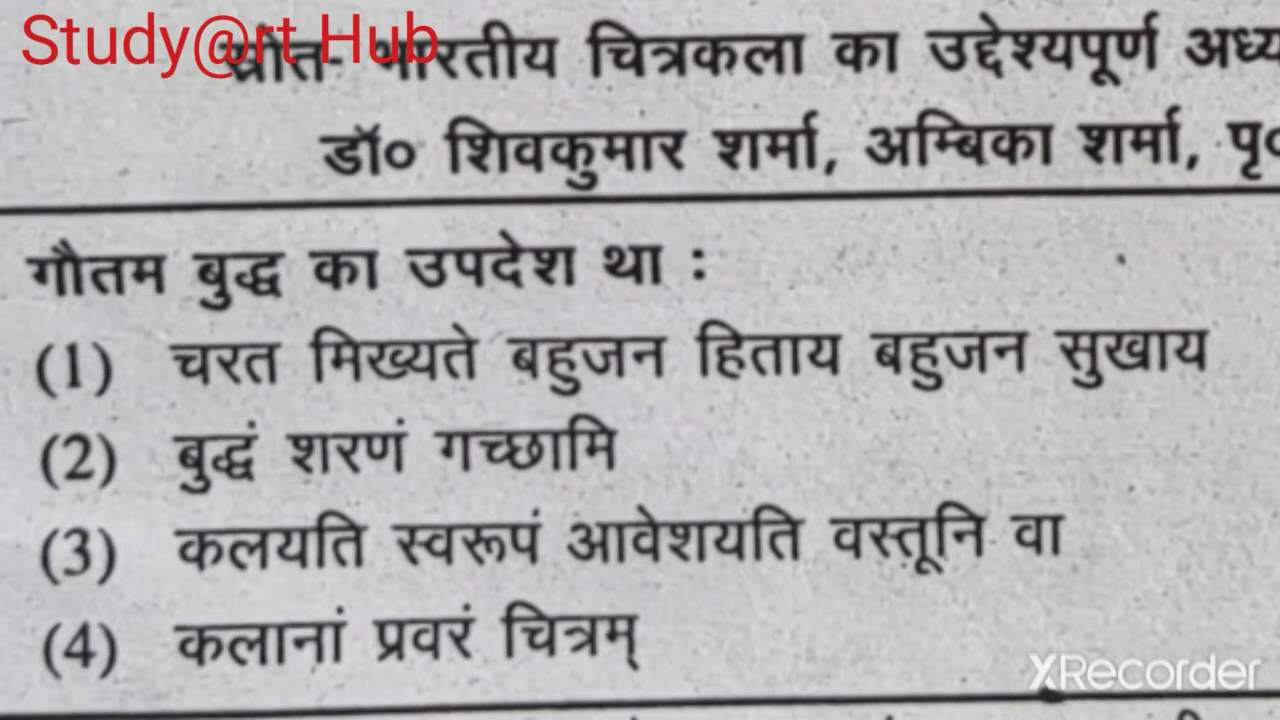 Study@rt Hub
स्रोत- भारतीय चित्रकला का उद्देश्यपूर्ण
डॉ० शिवकुमार शर्मा, अम्बिका शर्मा,
गौतम बुद्ध का उपदेश था :
(1) चरत मिख्यते बहुजन हिताय बहुजन सुखाय
(2) बुद्धं शरणं गच्छामि
(3) कलयति स्वरूपं आवेशयति वस्तूनि वा
(4) कलानां प्रवरं चित्रम्
XRecorder